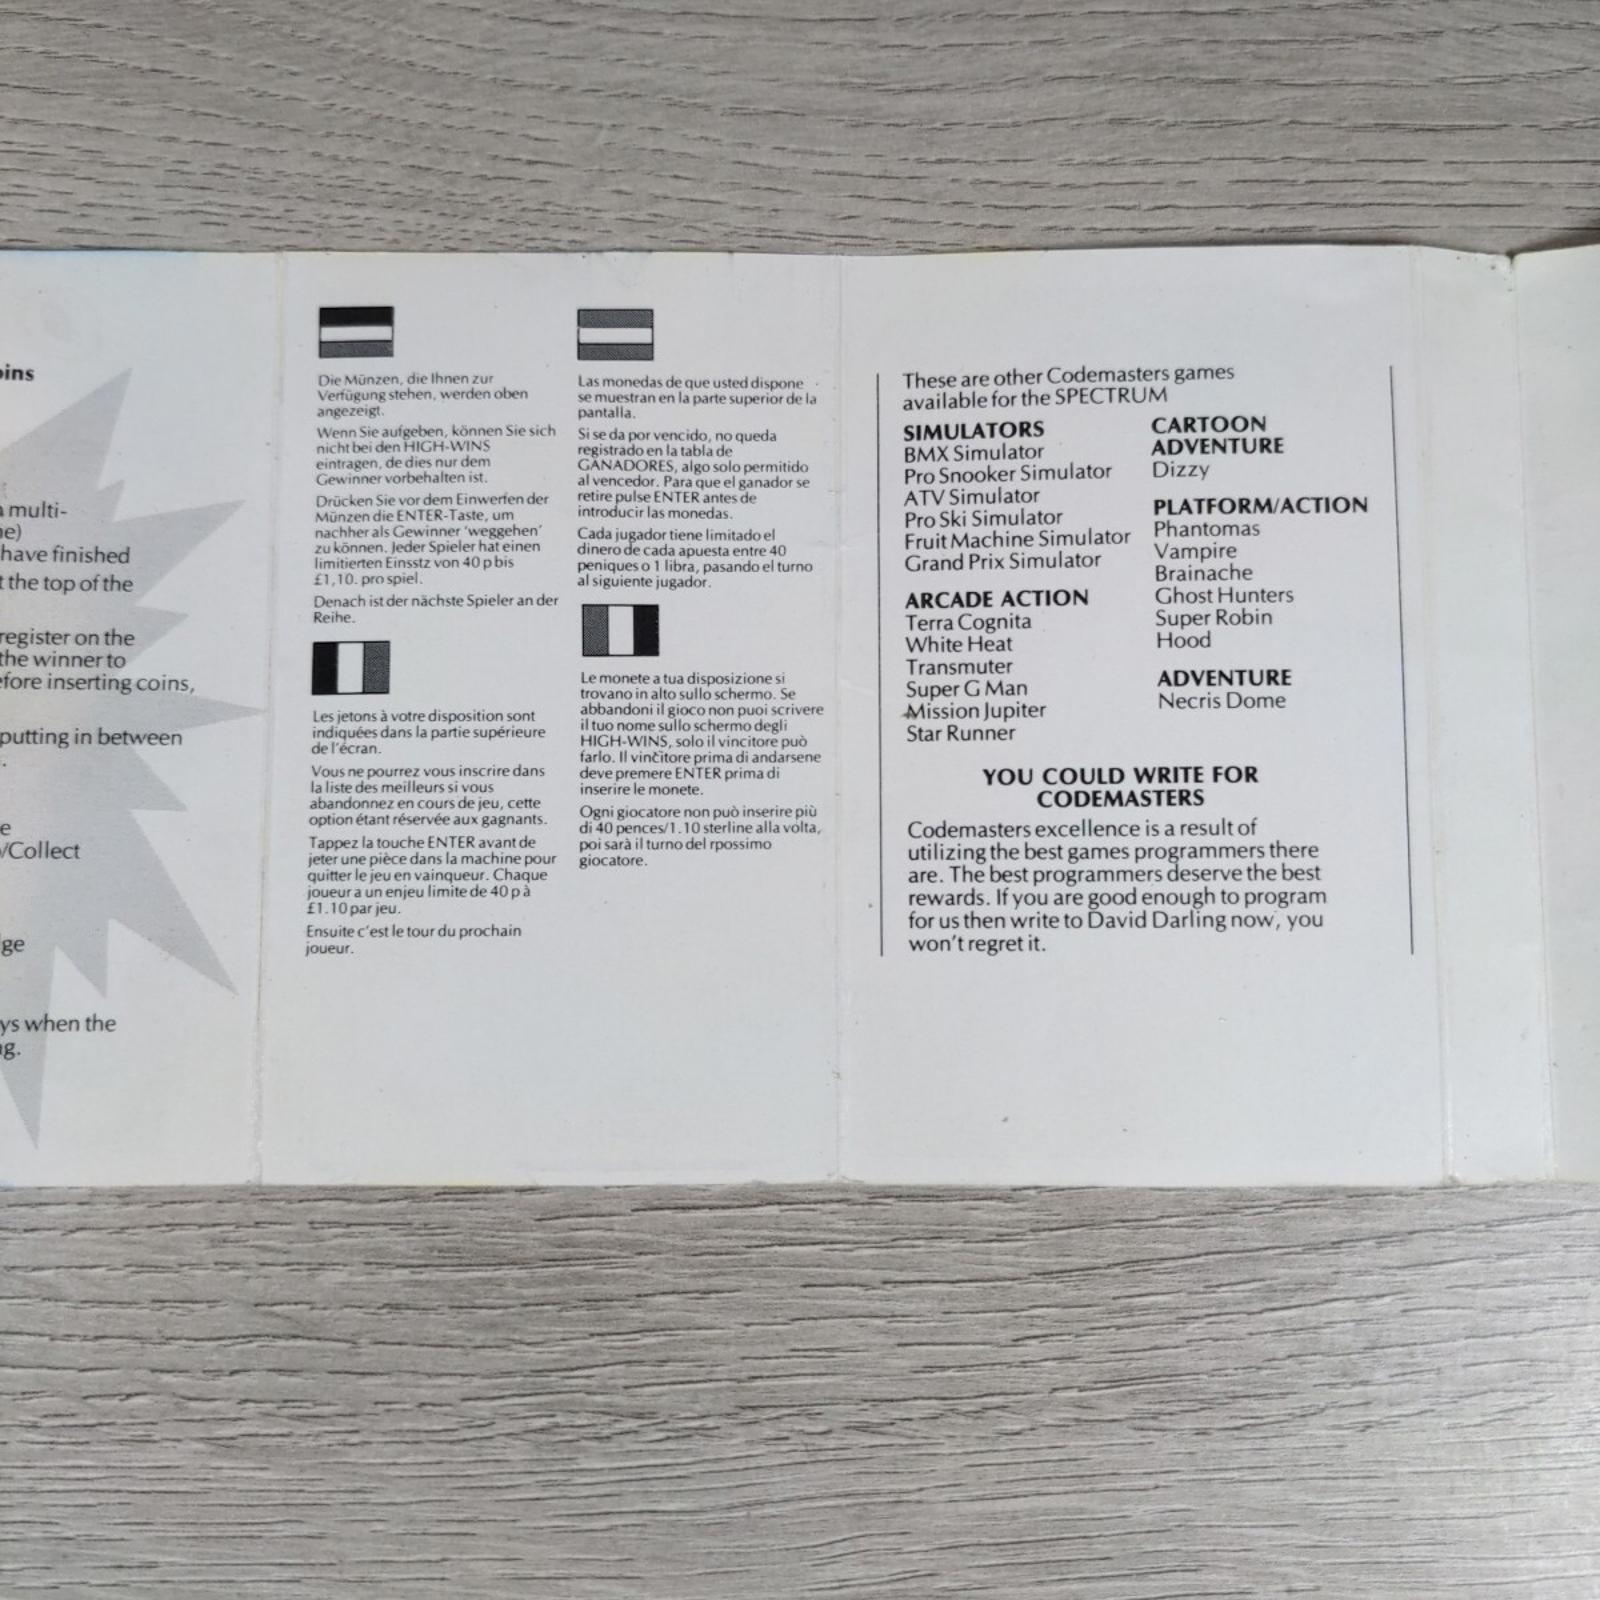 oins
multi-
e)
have finished
the top of the
register on the
the winner to
efore inserting coins,
putting in between
e
/Collect
ge
ys when the
g.
Die Münzen, die Ihnen zur
Verfügung stehen, werden oben
angezeigt.
Wenn Sie aufgeben, können Sie sich
nicht bei den HIGH-WINS
eintragen, de dies nur dem
Gewinner vorbehalten ist.
Drücken Sie vor dem Einwerfen der
Münzen die ENTER-Taste, um
nachher als Gewinner 'weggehen'
zu können. Jeder Spieler hat einen
limitierten Einsstz von 40 p bis
£1,10. pro spiel.
Denach ist der nächste Spieler an der
Reihe.
Les jetons à votre disposition sont
indiquées dans la partie supérieure
de l'écran.
Vous ne pourrez vous inscrire dans
la liste des meilleurs si vous
abandonnez en cours de jeu, cette
option étant réservée aux gagnants.
Tappez la touche ENTER avant de
jeter une pièce dans la machine pour
quitter le jeu en vainqueur. Chaque
joueur a un enjeu limite de 40 p à
£1.10 par jeu.
Ensuite c'est le tour du prochain
joueur.
Las monedas de que usted dispone
se muestran en la parte superior de la
pantalla.
Si se da por vencido, no queda
registrado en la tabla de
GANADORES, algo solo permitido
al vencedor. Para que el ganador se
retire pulse ENTER antes de
introducir las monedas.
Cada jugador tiene limitado el
dinero de cada apuesta entre 40
peniques o 1 libra, pasando el turno
al siguiente jugador.
Le monete a tua disposizione si
trovano in alto sullo schermo. Se
abbandoni il gioco non puoi scrivere
il tuo nome sullo schermo degli
HIGH-WINS, solo il vincitore può
farlo. Il vincitore prima di andarsene
deve premere ENTER prima di
inserire le monete.
Ogni giocatore non può inserire più
di 40 pences/1.10 sterline alla volta,
poi sarà il turno del rpossimo
giocatore.
These are other Codemasters games
available for the SPECTRUM
SIMULATORS
BMX Simulator
Pro Snooker Simulator
ATV Simulator
Pro Ski Simulator
Fruit Machine Simulator
Grand Prix Simulator
ARCADE ACTION
Terra Cognita
White Heat
Transmuter
Super G Man
Mission Jupiter
Star Runner
CARTOON
ADVENTURE
Dizzy
PLATFORM/ACTION
Phantomas
Vampire
Brainache
Ghost Hunters
Super Robin
Hood
ADVENTURE
Necris Dome
YOU COULD WRITE FOR
CODEMASTERS
Codemasters excellence is a result of
utilizing the best games programmers there
are. The best programmers deserve the best
rewards. If you are good enough to program
for us then write to David Darling now, you
won't regret it.